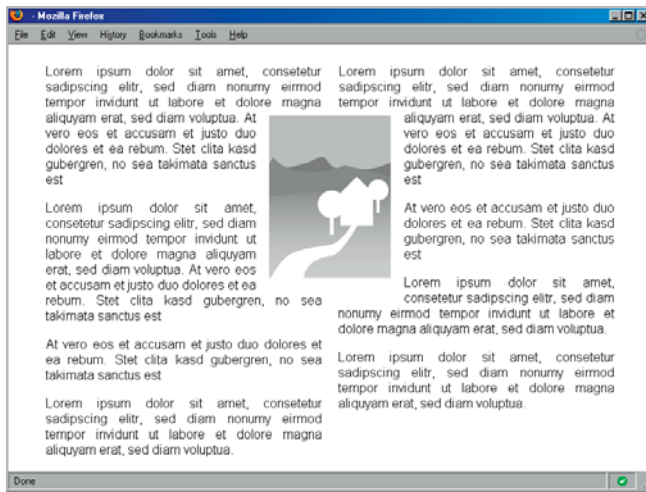 - Mozilla Firefox
File Edit View History Bookmarks Tools Help
Lorem ipsum dolor sit amet, consetetur
sadipscing elitr, sed diam nonumy eirmod
tempor invidunt ut labore et dolore magna
aliquyam erat, sed diam voluptua. At
vero eos et accusam et justo duo
dolores et ea rebum. Stet clita kasd
gubergren, no sea takimata sanctus
est
Lorem ipsum dolor sit amet,
consetetur sadipscing elitr, sed diam
nonumy eirmod tempor invidunt ut
labore et dolore magna aliquyam
erat, sed diam voluptua. At vero eos
et accusam et justo duo dolores et ea
rebum. Stet clita kasd gubergren, no sea
takimata sanctus est
At vero eos et accusam et justo duo dolores et
ea rebum. Stet clita kasd gubergren, no sea
takimata sanctus est
Lorem ipsum dolor sit amet, consetetur
sadipscing elitr, sed diam nonumy eirmod
tempor invidunt ut labore et dolore magna
aliquyam erat, sed diam voluptua.
Lorem ipsum dolor sit amet, consetetur
sadipscing elitr, sed diam nonumy eirmod
tempor invidunt ut labore et dolore magna
aliquyam erat, sed diam voluptua. At
vero eos et accusam et justo duo
dolores et ea rebum. Stet clita kasd
gubergren, no sea takimata sanctus
est
At vero eos et accusam et justo duo
dolores et ea rebum. Stet clita kasd
gubergren, no sea takimata sanctus
est
Lorem ipsum dolor sit amet,
consetetur sadipscing elitr, sed diam
nonumy eirmod tempor invidunt ut labore et
dolore magna aliquyam erat, sed diam voluptua.
Lorem ipsum dolor sit amet, consetetur
sadipscing elitr, sed diam nonumy eirmod
tempor invidunt ut labore et dolore magna
aliquyam erat, sed diam voluptua.
Done